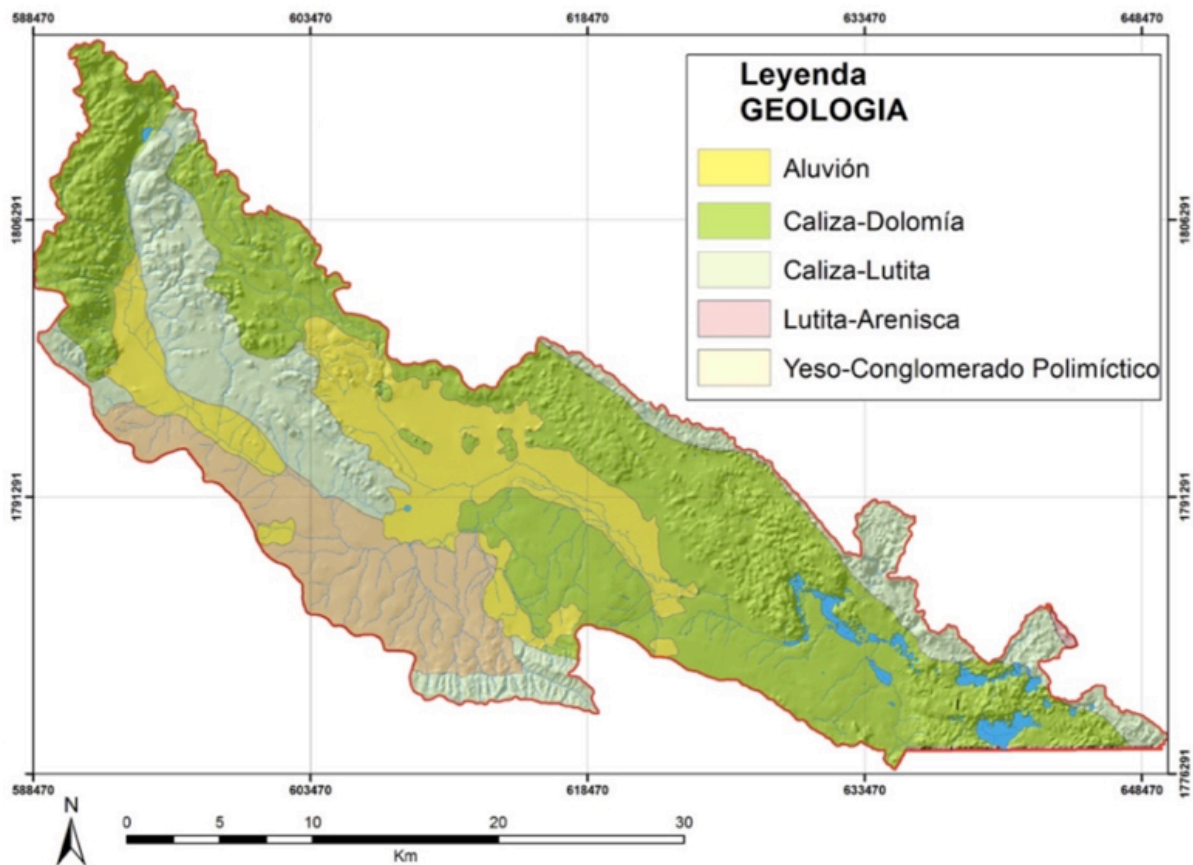 588470 603470 618470 633470 648470
Leyenda
GEOLOGIA
Aluvión
Caliza-Dolomía
Caliza-Lutita
Lutita-Arenisca
Yeso-Conglomerado Polimíctico
1806291 1806291
1791291 1791291
1776291
588470 603470 618470 633470 648470
N
0 5 10 20 30
Km